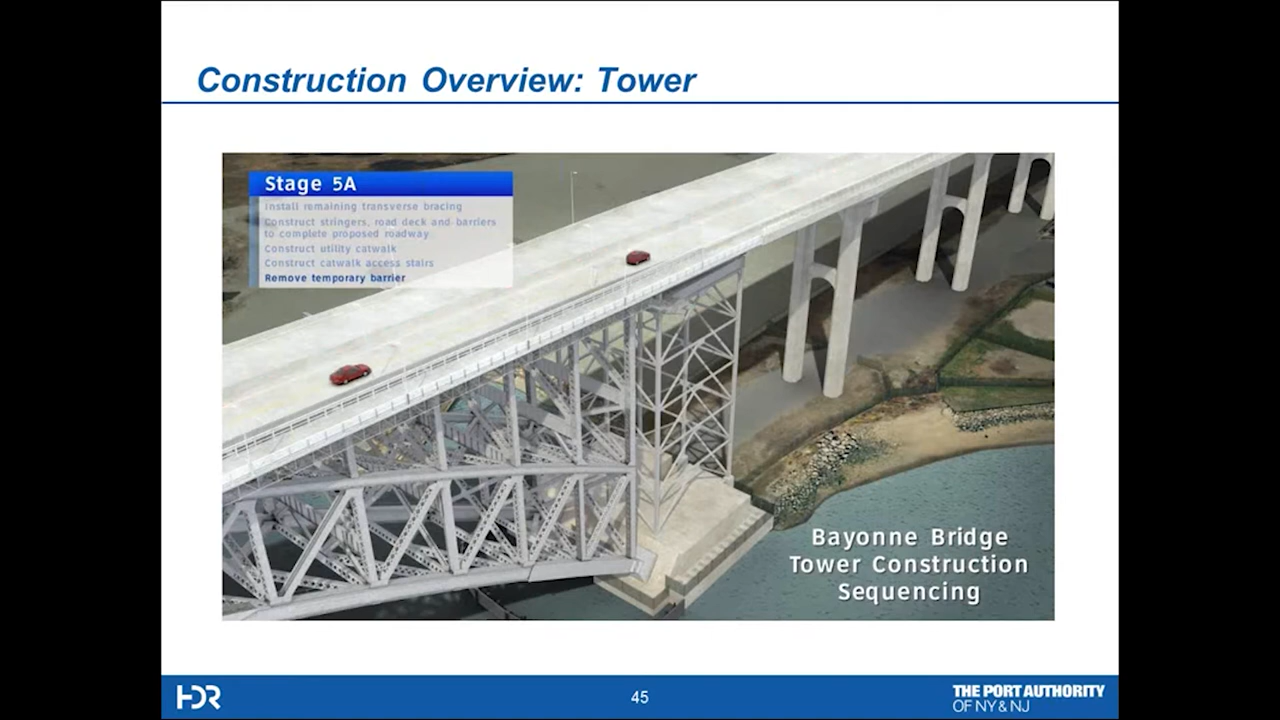 Construction Overview: Tower
Stage 5A
Install remaining transverse bracing
Construct stringers, road deck and barriers
to complete proposed roadway
Construct utility catwalk
Construct catwalk access stairs
Remove temporary barrier
Bayonne Bridge
Tower Construction
Sequencing
HDR
45
THE PORT AUTHORITY
OF NY & NJ